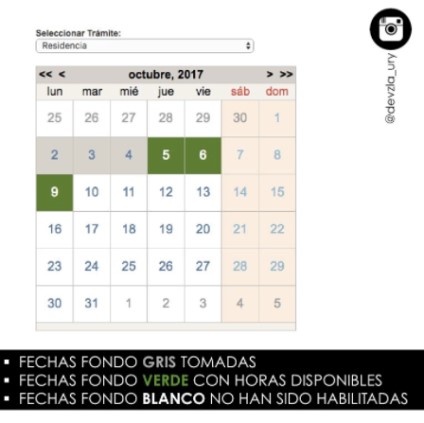 Seleccionar Trámite:
Residencia
<< < octubre, 2017 > >>
lun mar mié jue vie sáb dom
25 26 27 28 29 30 1
2 3 4 5 6 7 8
9 10 11 12 13 14 15
16 17 18 19 20 21 22
23 24 25 26 27 28 29
30 31 1 2 3 4 5
@devzla_ury
▪ FECHAS FONDO GRIS TOMADAS
▪ FECHAS FONDO VERDE CON HORAS DISPONIBLES
▪ FECHAS FONDO BLANCO NO HAN SIDO HABILITADAS